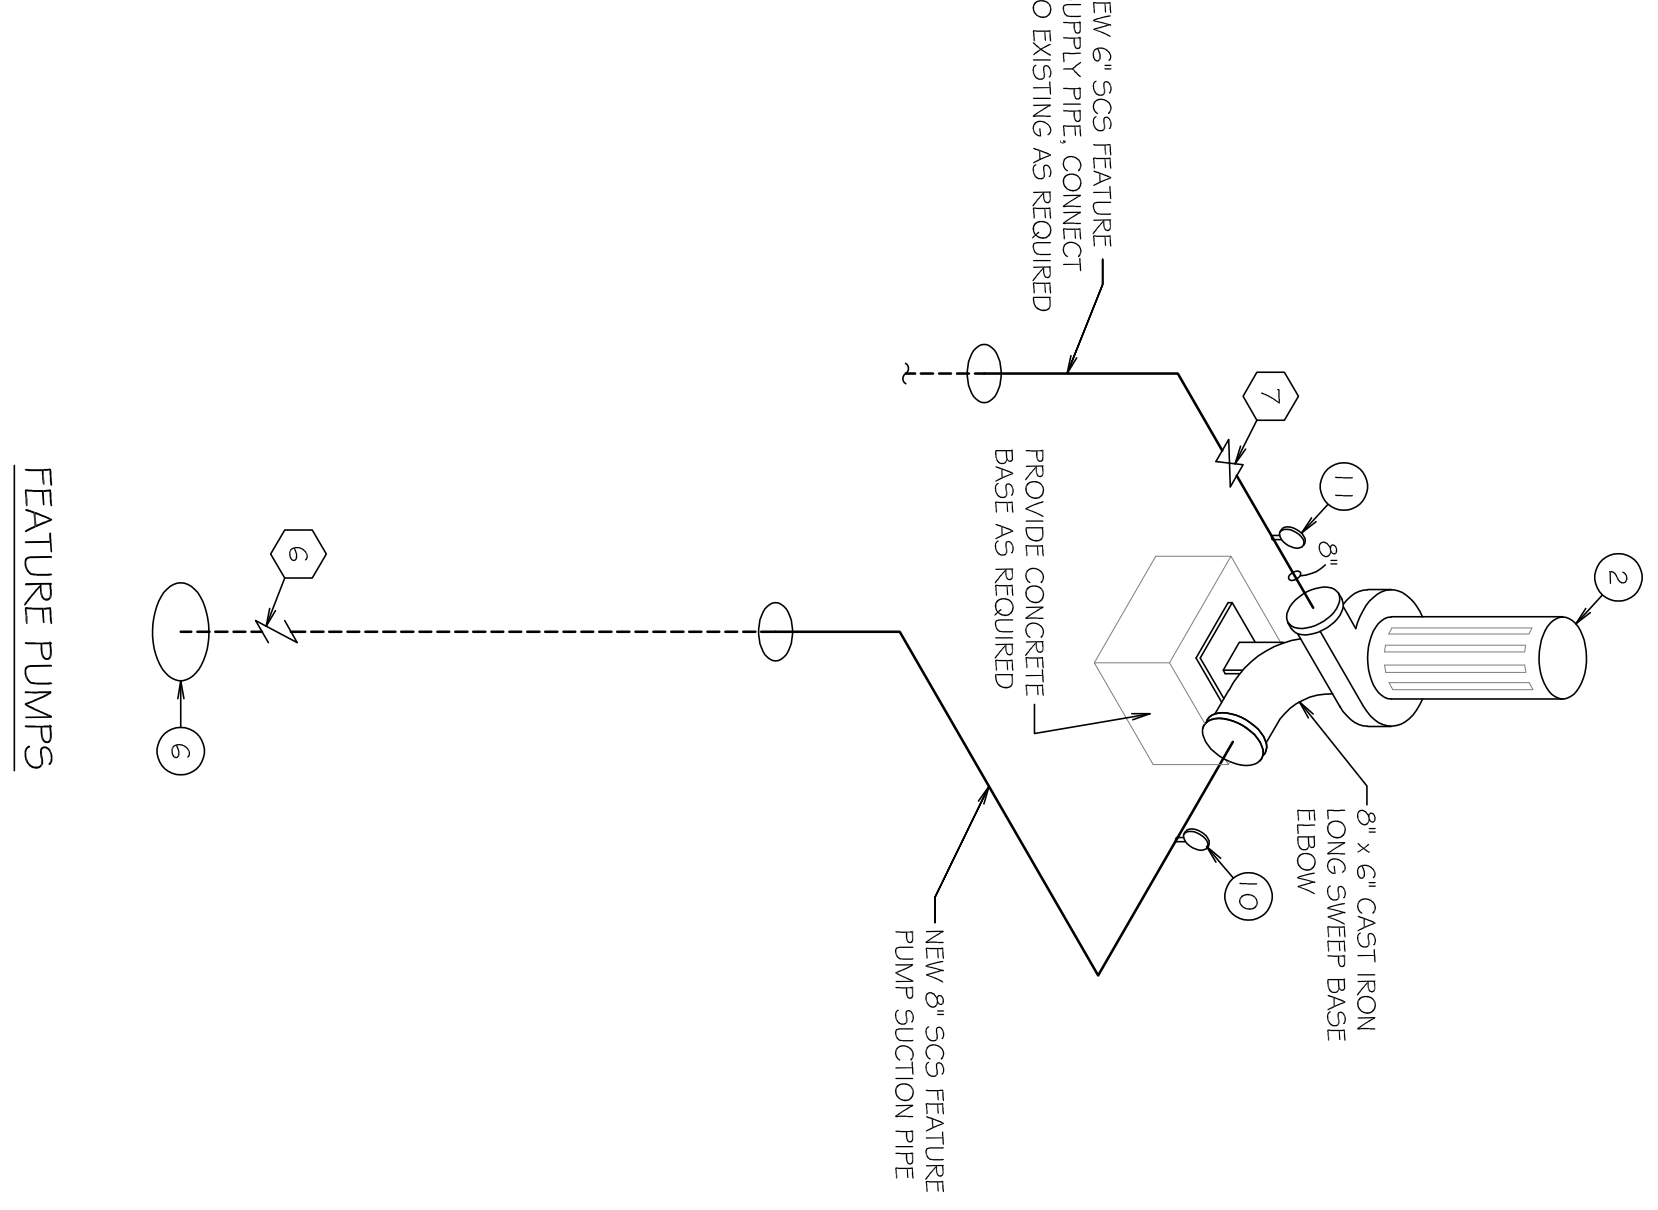 EW 6" SCS FEATURE
UPPLY PIPE, CONNECT
O EXISTING AS REQUIRED
7
11
8"
2
PROVIDE CONCRETE
BASE AS REQUIRED
8" x 6" CAST IRON
LONG SWEEP BASE
ELBOW
10
NEW 8" SCS FEATURE
PUMP SUCTION PIPE
6
6
FEATURE PUMPS